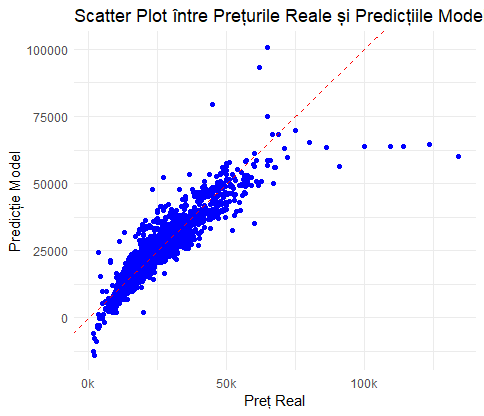 Scatter Plot între Prețurile Reale și Predicțiile Mode
100000
75000
50000
25000
0
Predicție Model
0k
50k
100k
Preț Real